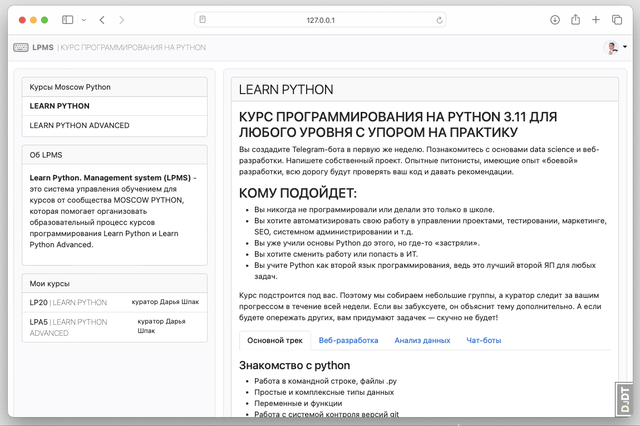 127.0.0.1
LPMS | КУРС ПРОГРАММИРОВАНИЯ НА PYTHON
Курсы Moscow Python
LEARN PYTHON
LEARN PYTHON ADVANCED
Об LPMS
Learn Python. Management system (LPMS) -
это система управления обучением для
курсов от сообщества MOSCOW PYTHON,
которая помогает организовать
образовательный процесс курсов
программирования Learn Python и Learn
Python Advanced.
Мои курсы
LP20 | LEARN PYTHON куратор Дарья Шпак
LPA5 | LEARN PYTHON куратор Дарья
ADVANCED Шпак
LEARN PYTHON
КУРС ПРОГРАММИРОВАНИЯ НА PYTHON 3.11 ДЛЯ
ЛЮБОГО УРОВНЯ С УПОРОМ НА ПРАКТИКУ
Вы создадите Telegram-бота в первую же неделю. Познакомитесь с основами data science и веб-
разработки. Напишете собственный проект. Опытные питонисты, имеющие опыт «боевой»
разработки, всю дорогу будут проверять ваш код и давать рекомендации.
КОМУ ПОДОЙДЕТ:
• Вы никогда не программировали или делали это только в школе.
• Вы хотите автоматизировать свою работу в управлении проектами, тестировании, маркетинге,
SEO, системном администрировании и т.д.
• Вы уже учили основы Python до этого, но где-то «застряли».
• Вы хотите сменить работу или попасть в ИТ.
• Вы учите Python как второй язык программирования, ведь это лучший второй ЯП для любых
задач.
Курс подстроится под вас. Поэтому мы собираем небольшие группы, а куратор следит за вашим
прогрессом в течение всей недели. Если вы забуксуете, он объяснит тему дополнительно. А если
будете опережать других, вам придумают задачек — скучно не будет!
Основной трек Веб-разработка Анализ данных Чат-боты
Знакомство с python
• Работа в командной строке, файлы .py
• Простые и комплексные типы данных
• Переменные и функции
• Работа с системой контроля версий git
DJDT